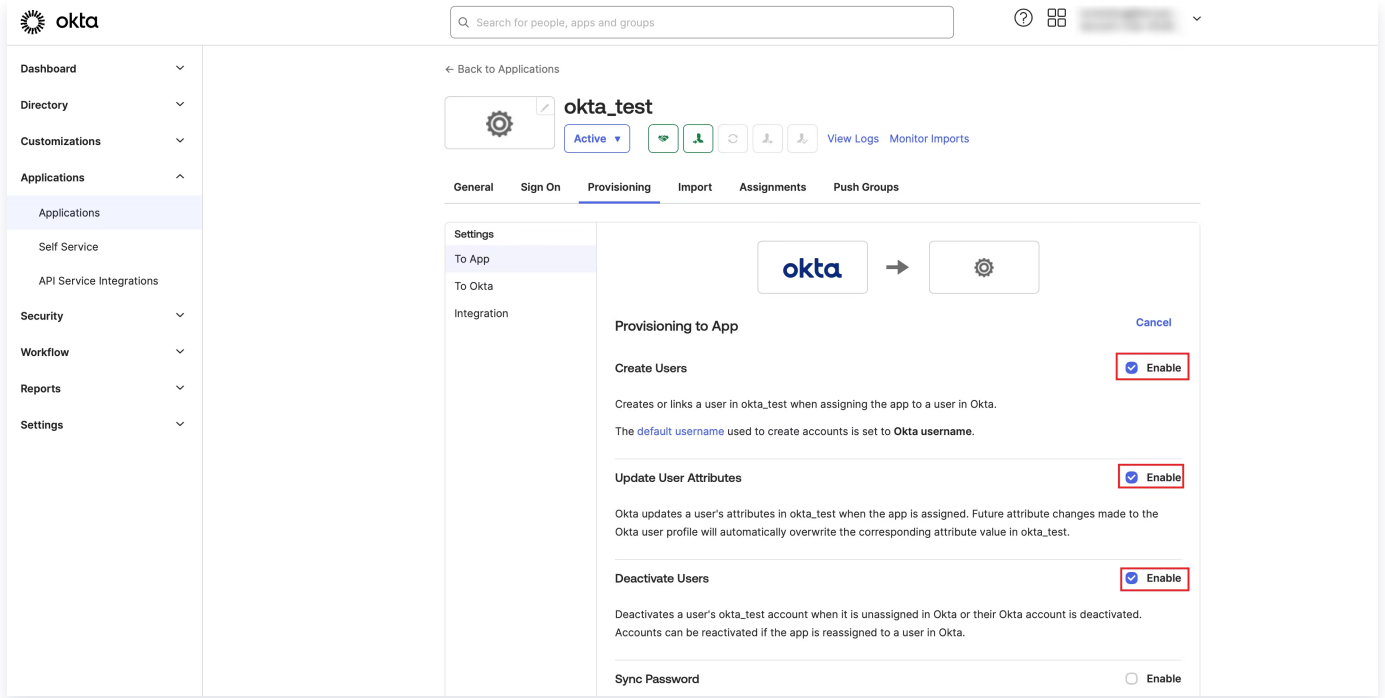 okta
Search for people, apps and groups
Dashboard
Directory
Customizations
Applications
Applications
Self Service
API Service Integrations
Security
Workflow
Reports
Settings
← Back to Applications
okta_test
Active ▼
View Logs
Monitor Imports
General
Sign On
Provisioning
Import
Assignments
Push Groups
Settings
To App
To Okta
Integration
okta
Provisioning to App
Cancel
Create Users
Enable
Creates or links a user in okta_test when assigning the app to a user in Okta.
The default username used to create accounts is set to Okta username.
Update User Attributes
Enable
Okta updates a user's attributes in okta_test when the app is assigned. Future attribute changes made to the
Okta user profile will automatically overwrite the corresponding attribute value in okta_test.
Deactivate Users
Enable
Deactivates a user's okta_test account when it is unassigned in Okta or their Okta account is deactivated.
Accounts can be reactivated if the app is reassigned to a user in Okta.
Sync Password
Enable